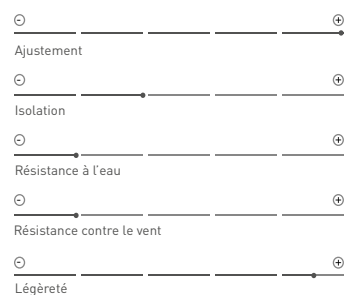 Ajustement
Isolation
Résistance à l'eau
Résistance contre le vent
Légèreté